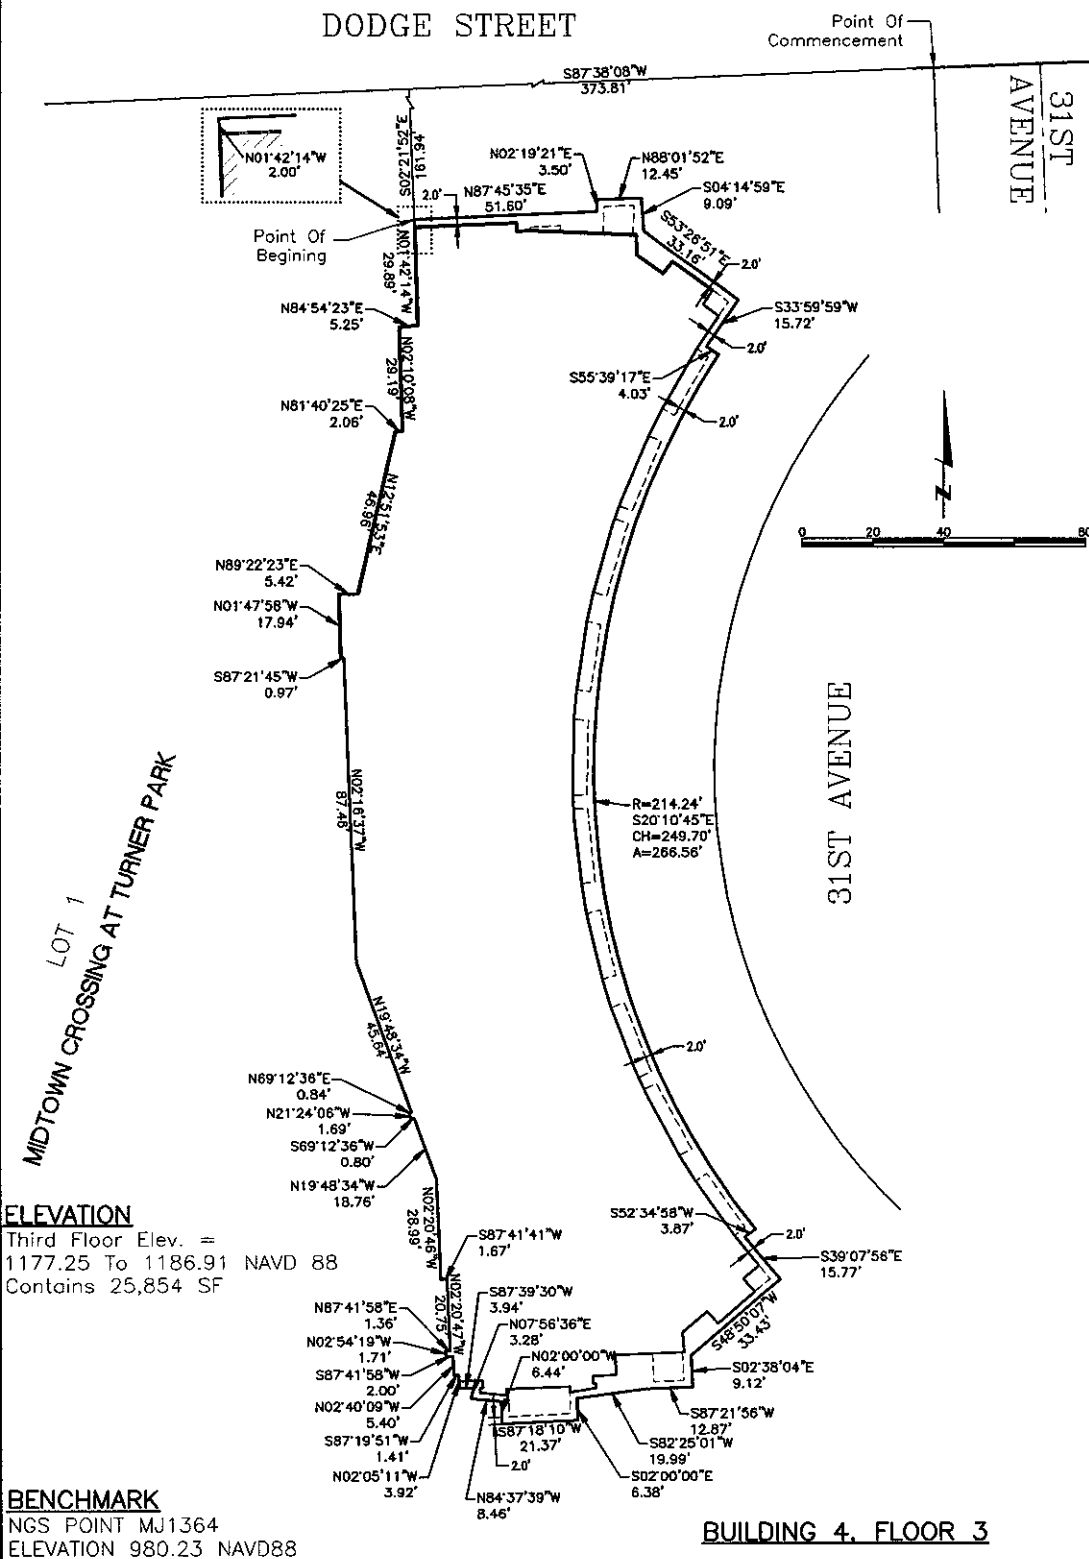 DODGE STREET
Point Of
Commencement
S87°38'08"W
373.81'
31ST
AVENUE
N01°42'14"W
2.00'
S02°21'52"E
191.94
2.0'
N87°45'35"E
51.60'
N02°19'21"E
3.50'
N88°01'52"E
12.45'
S04°14'59"E
9.09'
S53°26'51"E
33.16'
2.0'
Point Of
Begining
N01°42'14"W
29.89'
S33°59'59"W
15.72'
2.0'
N84°54'23"E
5.25'
N02°10'08"W
29.19'
S55°39'17"E
4.03'
2.0'
N81°40'25"E
2.06'
N12°51'53"E
46.96'
N
0 20 40 80
N89°22'23"E
5.42'
N01°47'58"W
17.94'
S87°21'45"W
0.97'
N02°16'37"W
87.46'
R=214.24'
S20°10'45"E
CH=249.70'
A=266.56'
31ST AVENUE
LOT 1
MIDTOWN CROSSING AT TURNER PARK
N19°48'34"W
45.64'
2.0'
N69°12'36"E
0.84'
N21°24'06"W
1.69'
S69°12'36"W
0.80'
N19°48'34"W
18.76'
N02°20'46"W
28.99'
S52°34'58"W
3.87'
2.0'
S39°07'56"E
15.77'
ELEVATION
Third Floor Elev. =
1177.25 To 1186.91 NAVD 88
Contains 25,854 SF
S87°41'41"W
1.67'
N02°20'47"W
20.75
S87°39'30"W
3.94'
N07°56'36"E
3.28'
N02°00'00"W
6.44'
S48°50'07"W
33.43'
N87°41'58"E
1.36'
N02°54'19"W
1.71'
S87°41'58"W
2.00'
N02°40'09"W
5.40'
S87°19'51"W
1.41'
N02°05'11"W
3.92'
S02°38'04"E
9.12'
S87°21'56"W
12.87'
S82°25'01"W
19.99'
S02°00'00"E
6.38'
S87°18'10"W
21.37'
2.0'
N84°37'39"W
8.46'
BENCHMARK
NGS POINT MJ1364
ELEVATION 980.23 NAVD88
BUILDING 4, FLOOR 3